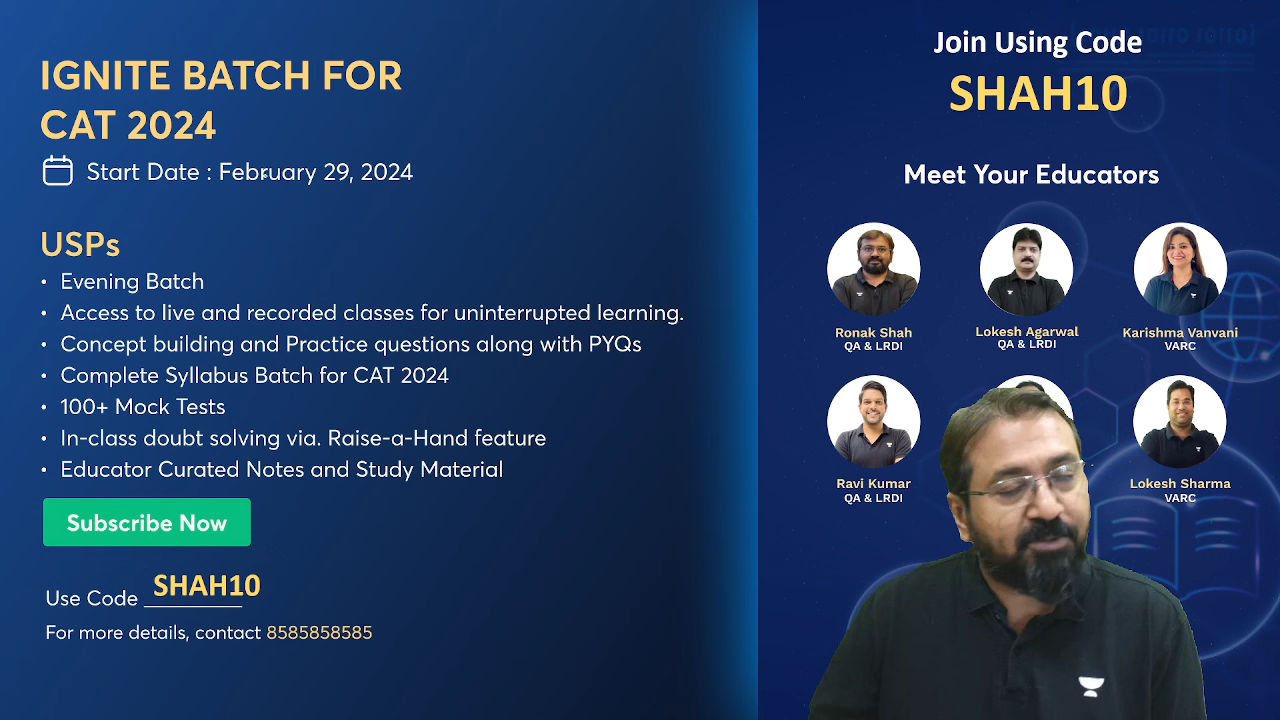 IGNITE BATCH FOR
CAT 2024
Start Date : February 29, 2024
USPs
• Evening Batch
• Access to live and recorded classes for uninterrupted learning.
• Concept building and Practice questions along with PYQs
• Complete Syllabus Batch for CAT 2024
• 100+ Mock Tests
• In-class doubt solving via. Raise-a-Hand feature
• Educator Curated Notes and Study Material
Subscribe Now
Use Code SHAH10
For more details, contact 8585858585
Join Using Code
SHAH10
Meet Your Educators
Ronak Shah
QA & LRDI
Lokesh Agarwal
QA & LRDI
Karishma Vanvani
VARC
Ravi Kumar
QA & LRDI
Lokesh Sharma
VARC